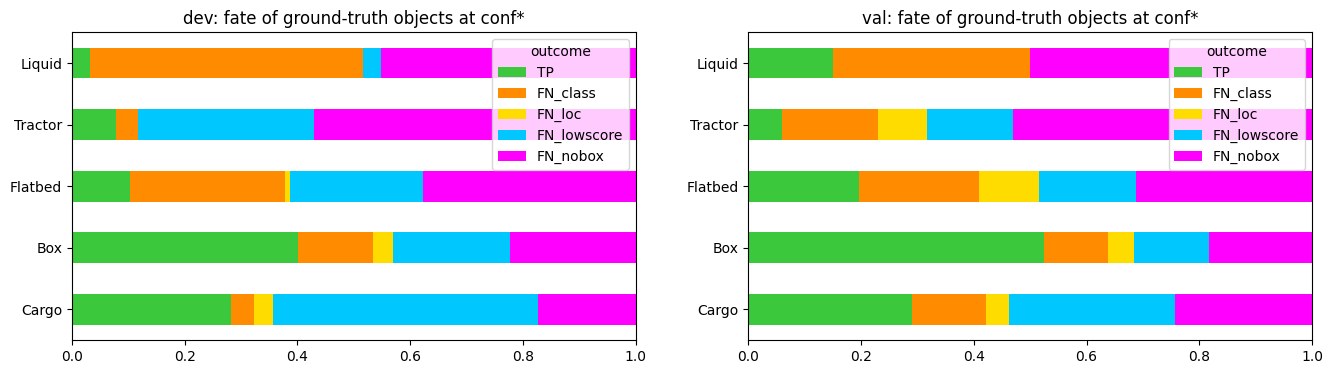 dev: fate of ground-truth objects at conf*
Liquid
Tractor
Flatbed
Box
Cargo
outcome
TP
FN_class
FN_loc
FN_lowscore
FN_nobox
0.0 0.2 0.4 0.6 0.8 1.0
val: fate of ground-truth objects at conf*
Liquid
Tractor
Flatbed
Box
Cargo
outcome
TP
FN_class
FN_loc
FN_lowscore
FN_nobox
0.0 0.2 0.4 0.6 0.8 1.0